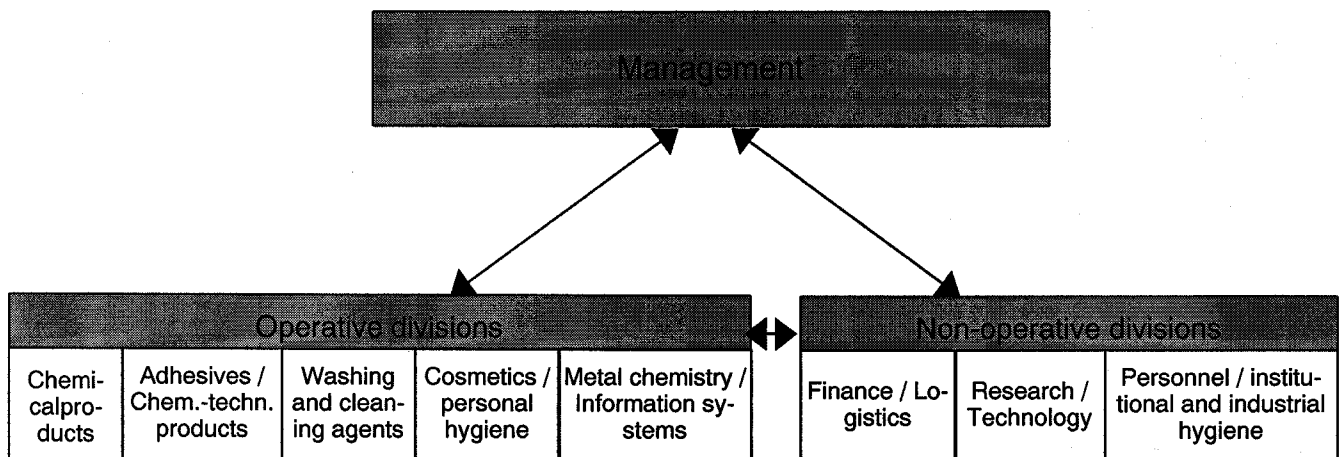 Management
Operative divisions
Non-operative divisions
Chemi-
calpro-
ducts
Adhesives /
Chem.-techn.
products
Washing
and clean-
ing agents
Cosmetics /
personal
hygiene
Metal chemistry /
Information sy-
stems
Finance / Lo-
gistics
Research /
Technology
Personnel / institu-
tional and industrial
hygiene